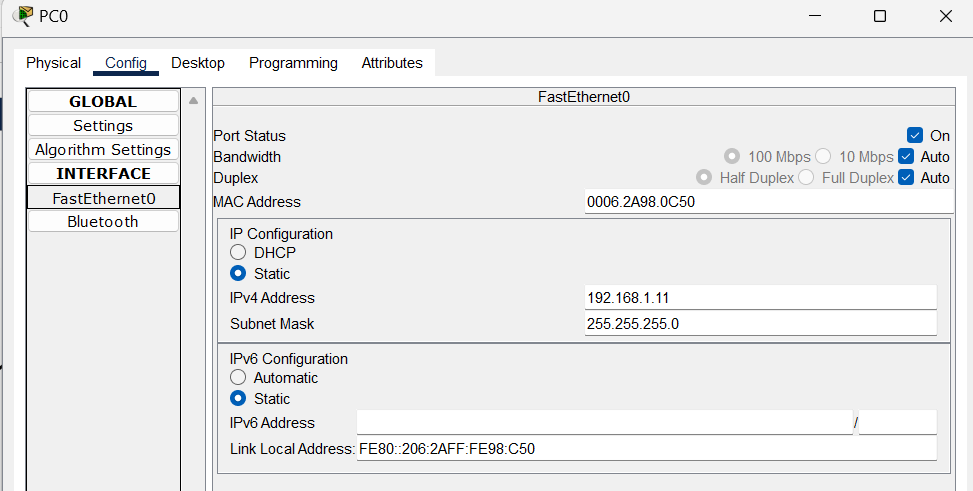 PC0
Physical Config Desktop Programming Attributes
GLOBAL
Settings
Algorithm Settings
INTERFACE
FastEthernet0
Bluetooth
FastEthernet0
Port Status On
Bandwidth 100 Mbps 10 Mbps Auto
Duplex Half Duplex Full Duplex Auto
MAC Address 0006.2A98.0C50
IP Configuration
DHCP
Static
IPv4 Address 192.168.1.11
Subnet Mask 255.255.255.0
IPv6 Configuration
Automatic
Static
IPv6 Address /
Link Local Address: FE80::206:2AFF:FE98:C50